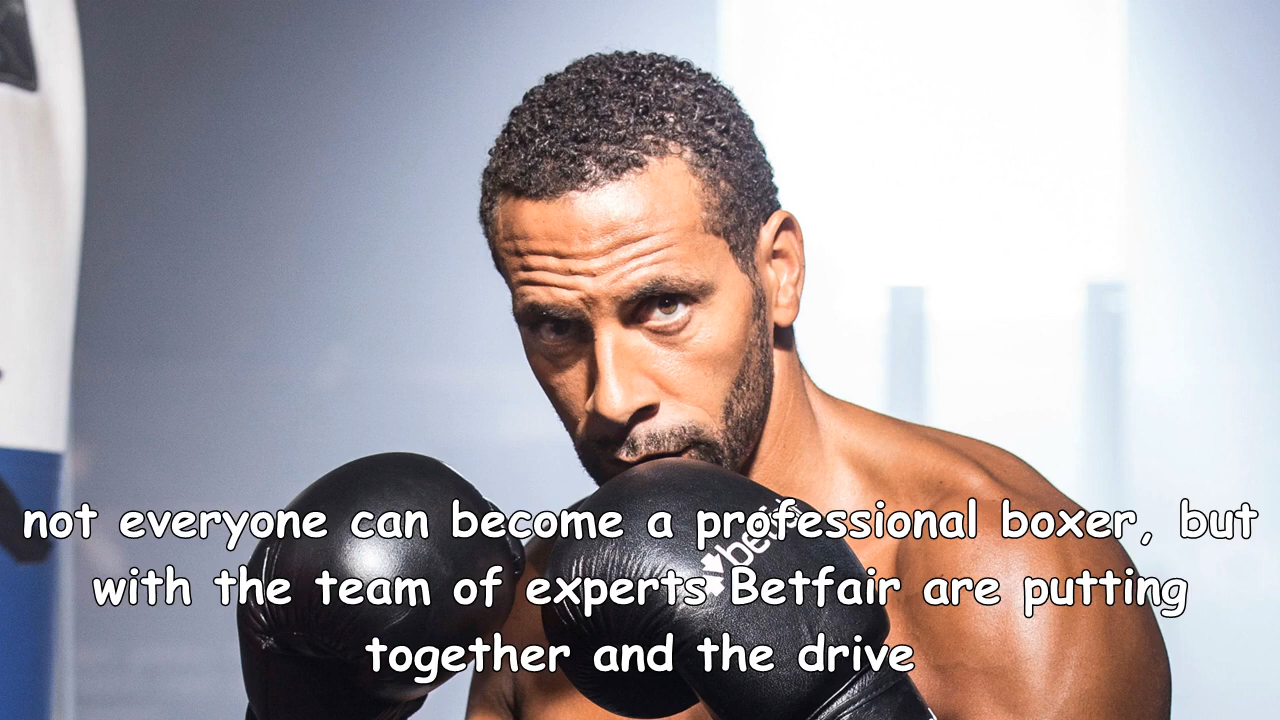 not everyone can become a professional boxer, but
with the team of experts Betfair are putting
together and the drive